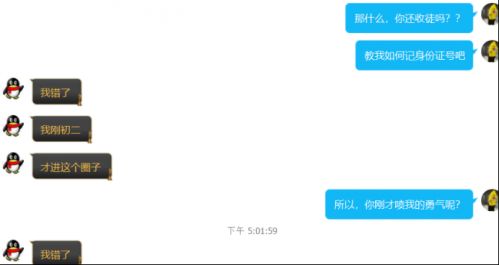 那什么，你还收徒吗？？
教我如何记身份证号吧
我错了
我刚初二
才进这个圈子
所以，你刚才喷我的勇气呢？
下午 5:01:59
我错了